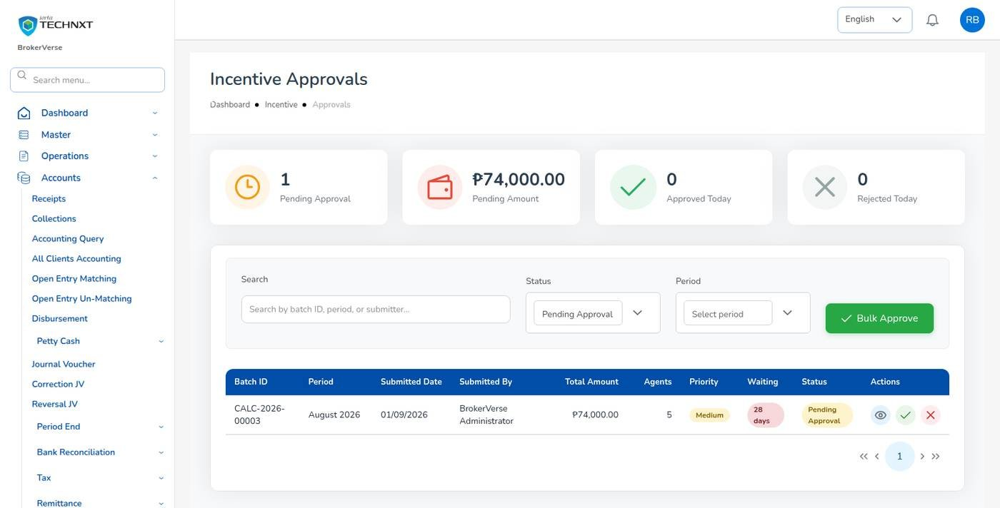 iorta
TECHNXT
BrokerVerse
Search menu...
Dashboard
Master
Operations
Accounts
Receipts
Collections
Accounting Query
All Clients Accounting
Open Entry Matching
Open Entry Un-Matching
Disbursement
Petty Cash
Journal Voucher
Correction JV
Reversal JV
Period End
Bank Reconciliation
Tax
Remittance
English
RB
Incentive Approvals
Dashboard ● Incentive ● Approvals
1
Pending Approval
₱74,000.00
Pending Amount
0
Approved Today
0
Rejected Today
Search
Search by batch ID, period, or submitter...
Status
Pending Approval
Period
Select period
Bulk Approve
Batch ID Period Submitted Date Submitted By Total Amount Agents Priority Waiting Status Actions
CALC-2026-
00003
August 2026
01/09/2026
BrokerVerse
Administrator
₱74,000.00
5
Medium
28
days
Pending
Approval
1